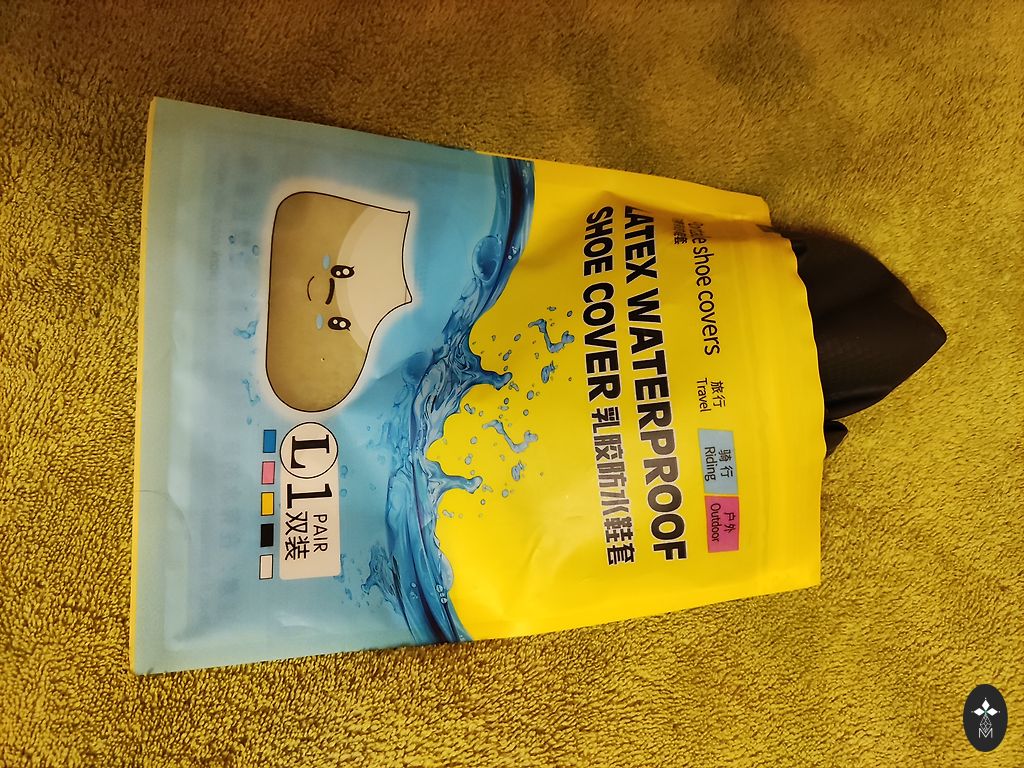 shoe covers
旅行
Travel
骑行
Riding
户外
Outdoor
LATEX WATERPROOF
SHOE COVER 乳胶防水鞋套
L
1
PAIR
双装
M